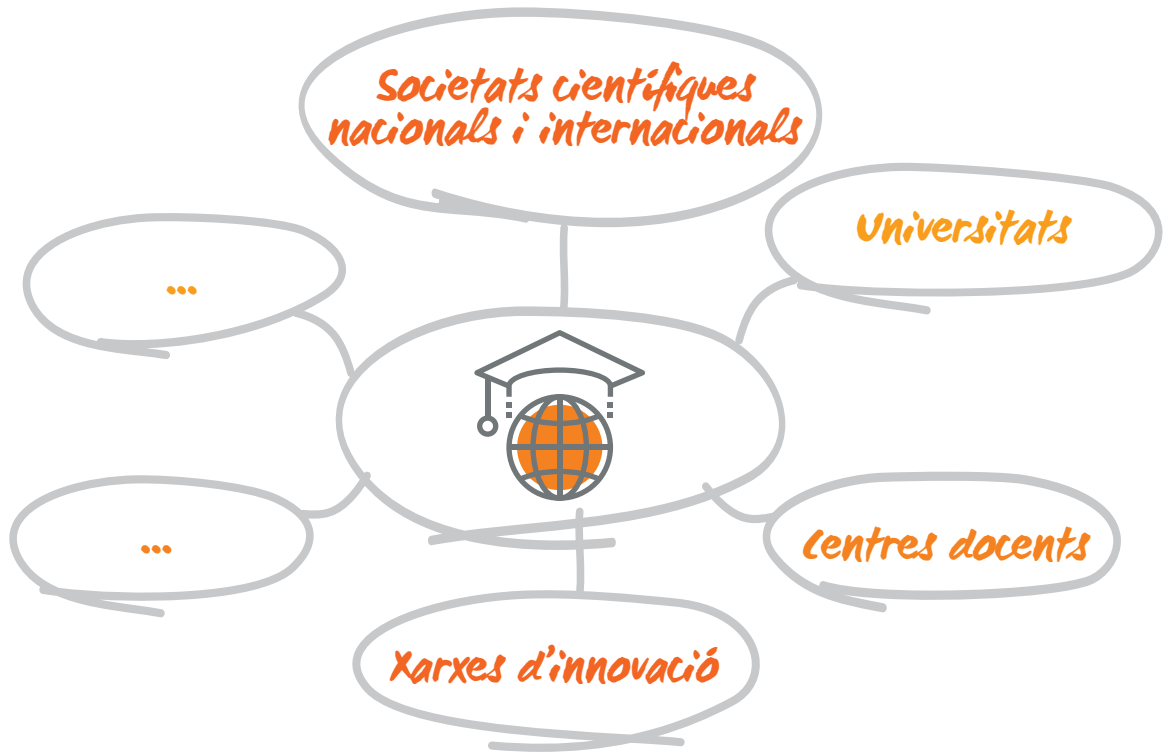 Societats científiques
nacionals i internacionals
Universitats
...
...
Centres docents
Xarxes d'innovació